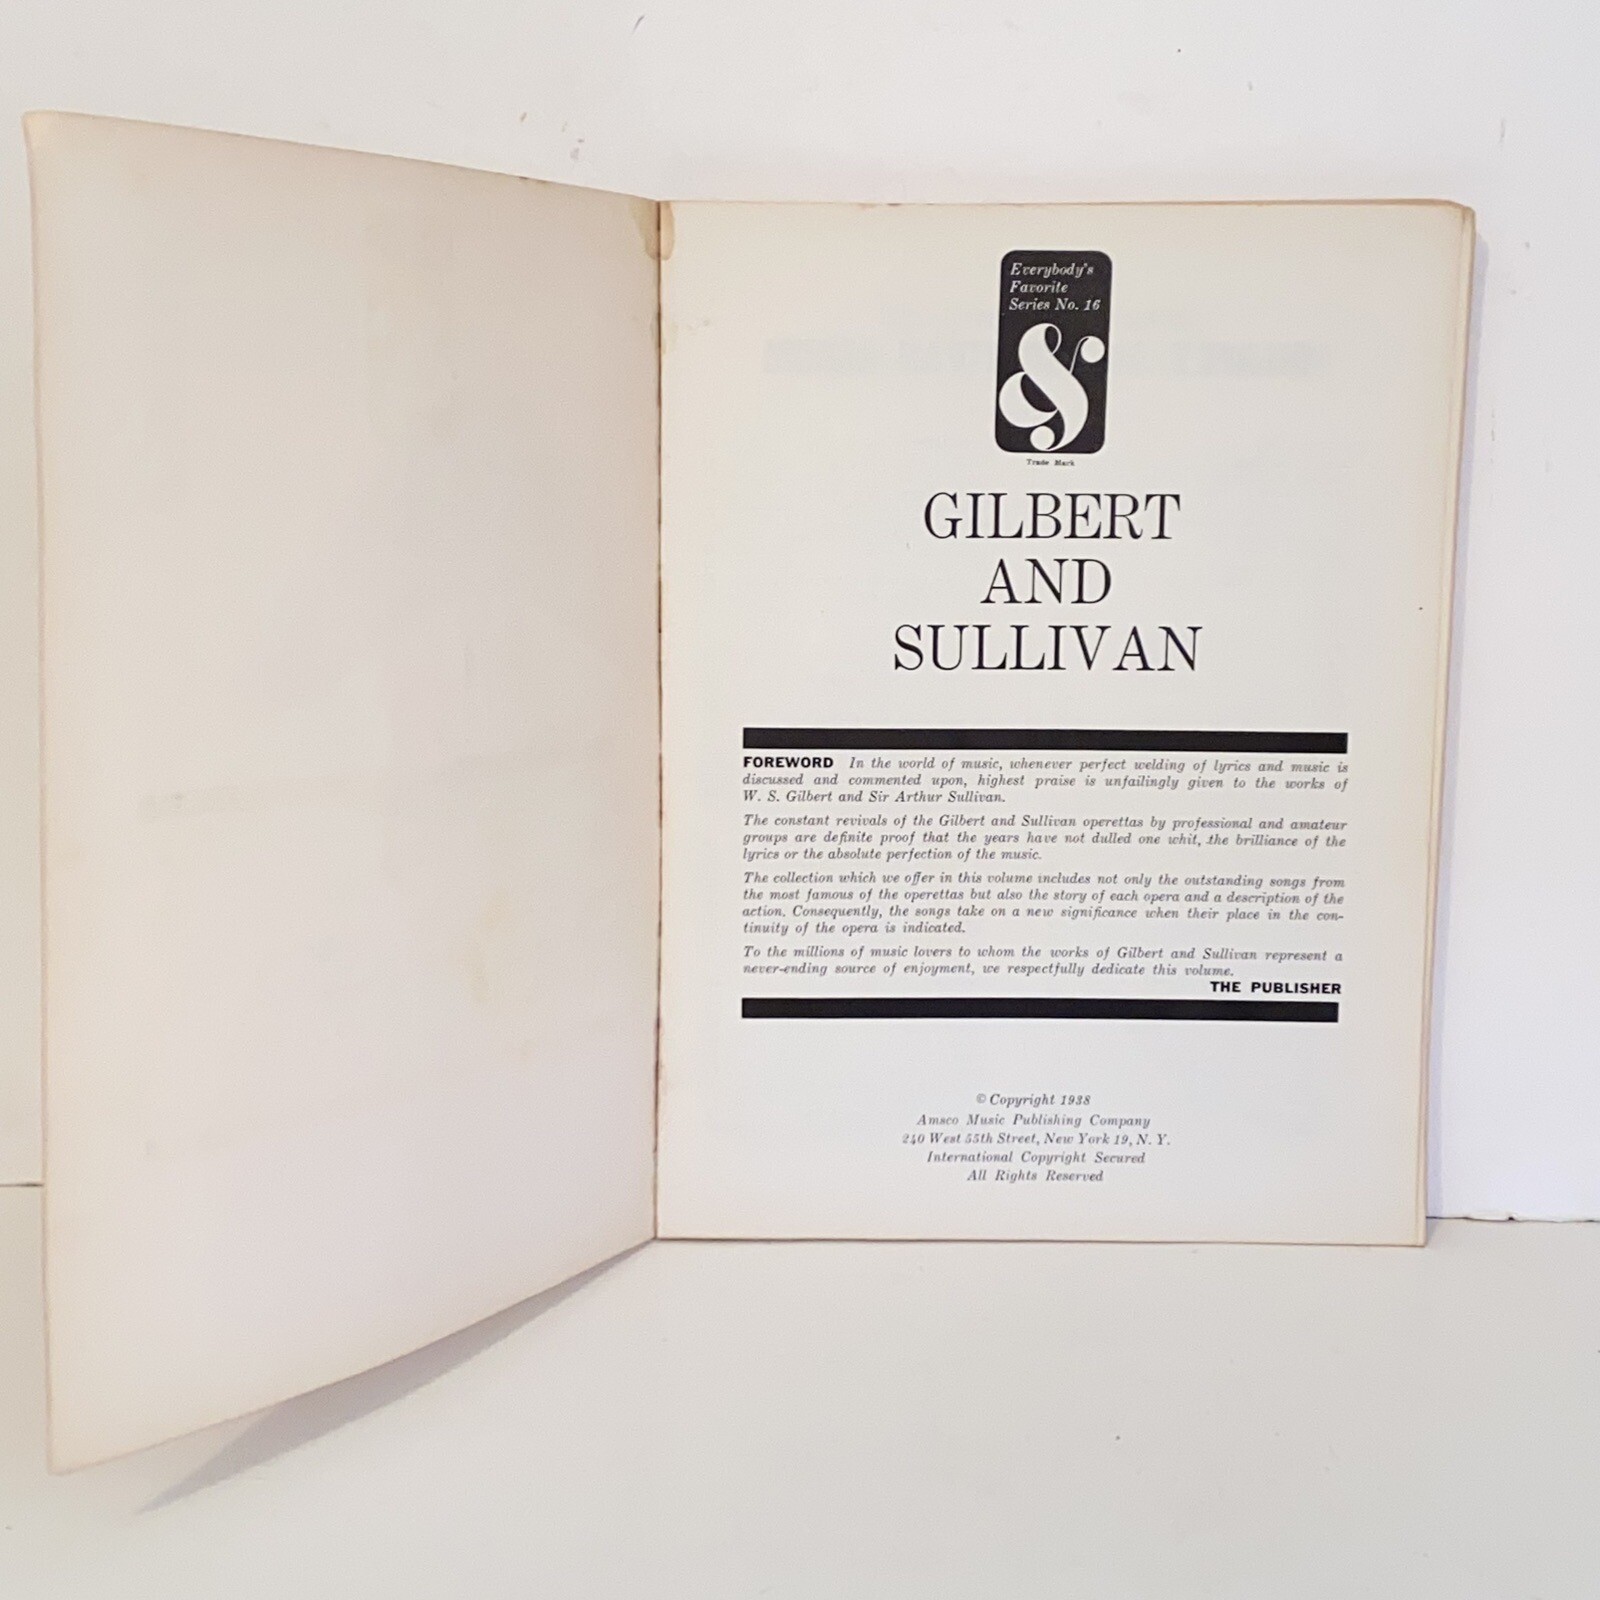 Everybody's
Favorite
Series No. 16
&
Trade Mark
GILBERT
AND
SULLIVAN
FOREWORD In the world of music, whenever perfect welding of lyrics and music is
discussed and commented upon, highest praise is unfailingly given to the works of
W. S. Gilbert and Sir Arthur Sullivan.
The constant revivals of the Gilbert and Sullivan operettas by professional and amateur
groups are definite proof that the years have not dulled one whit, the brilliance of the
lyrics or the absolute perfection of the music.
The collection which we offer in this volume includes not only the outstanding songs from
the most famous of the operettas but also the story of each opera and a description of the
action. Consequently, the songs take on a new significance when their place in the con-
tinuity of the opera is indicated.
To the millions of music lovers to whom the works of Gilbert and Sullivan represent a
never-ending source of enjoyment, we respectfully dedicate this volume.
THE PUBLISHER
© Copyright 1938
Amsco Music Publishing Company
240 West 55th Street, New York 19, N. Y.
International Copyright Secured
All Rights Reserved